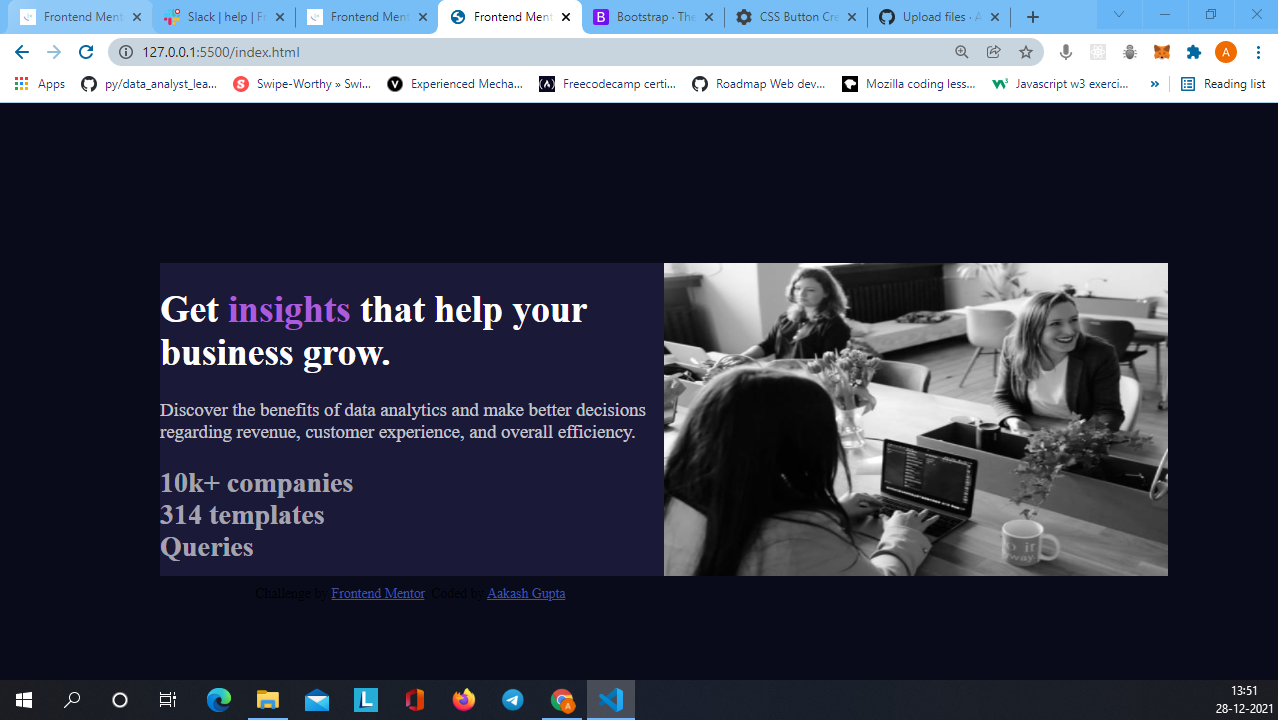 Frontend Ment
Slack | help | Fr
Frontend Ment
Frontend Ment
Bootstrap · The
CSS Button Cre
Upload files · A
127.0.0.1:5500/index.html
A
Apps
py/data_analyst_lea...
Swipe-Worthy » Swi...
Experienced Mecha...
Freecodecamp certi...
Roadmap Web dev...
Mozilla coding less...
Javascript w3 exerci...
»
Reading list
Get insights that help your
business grow.
Discover the benefits of data analytics and make better decisions
regarding revenue, customer experience, and overall efficiency.
10k+ companies
314 templates
Queries
Challenge by Frontend Mentor. Coded by Aakash Gupta
13:51
28-12-2021